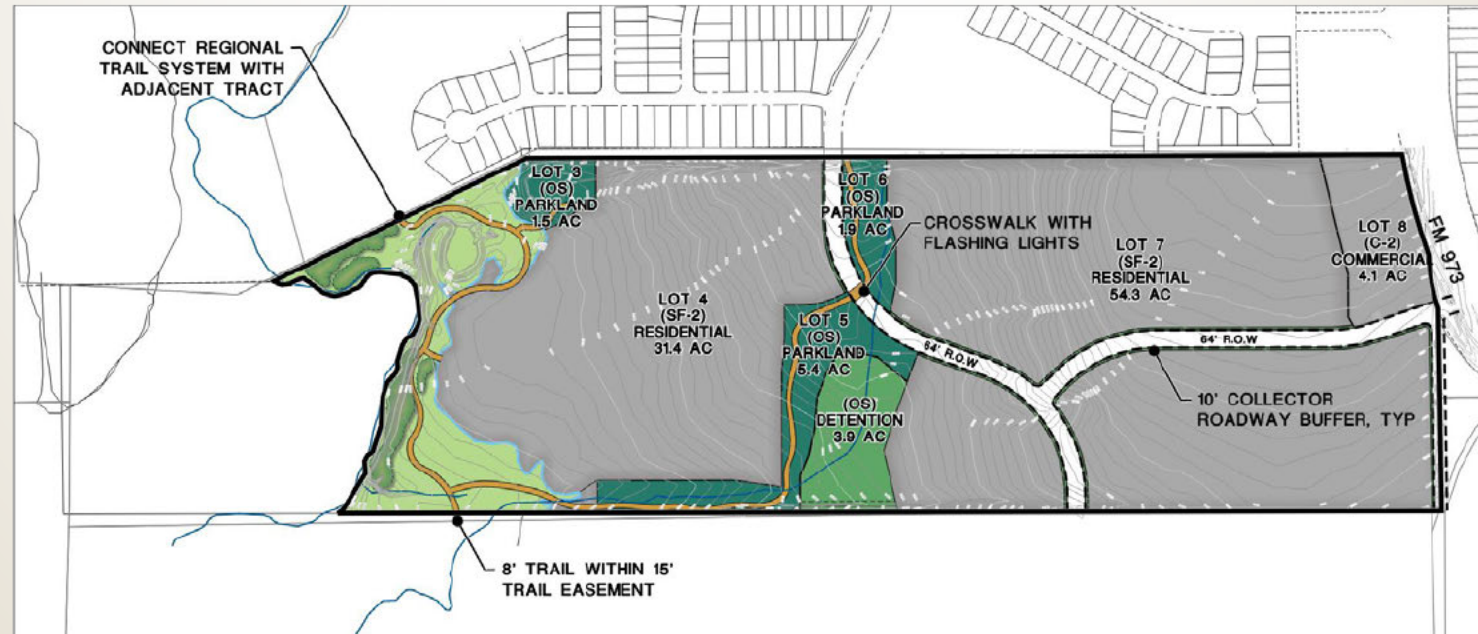 CONNECT REGIONAL
TRAIL SYSTEM WITH
ADJACENT TRACT
LOT 3
(OS)
PARKLAND
1.5 AC
LOT 6
(OS)
PARKLAND
1.9 AC
CROSSWALK WITH
FLASHING LIGHTS
LOT 7
(SF-2)
RESIDENTIAL
54.3 AC
LOT 8
(C-2)
COMMERCIA
4.1 AC
FM 973
LOT 4
(SF-2)
RESIDENTIAL
31.4 AC
LOT 5
(OS)
PARKLAND
5.4 AC
64' R.O.W
64' R.O.W
(OS)
DETENTION
3.9 AC
10' COLLECTOR
ROADWAY BUFFER, TYP
8' TRAIL WITHIN 15'
TRAIL EASEMENT